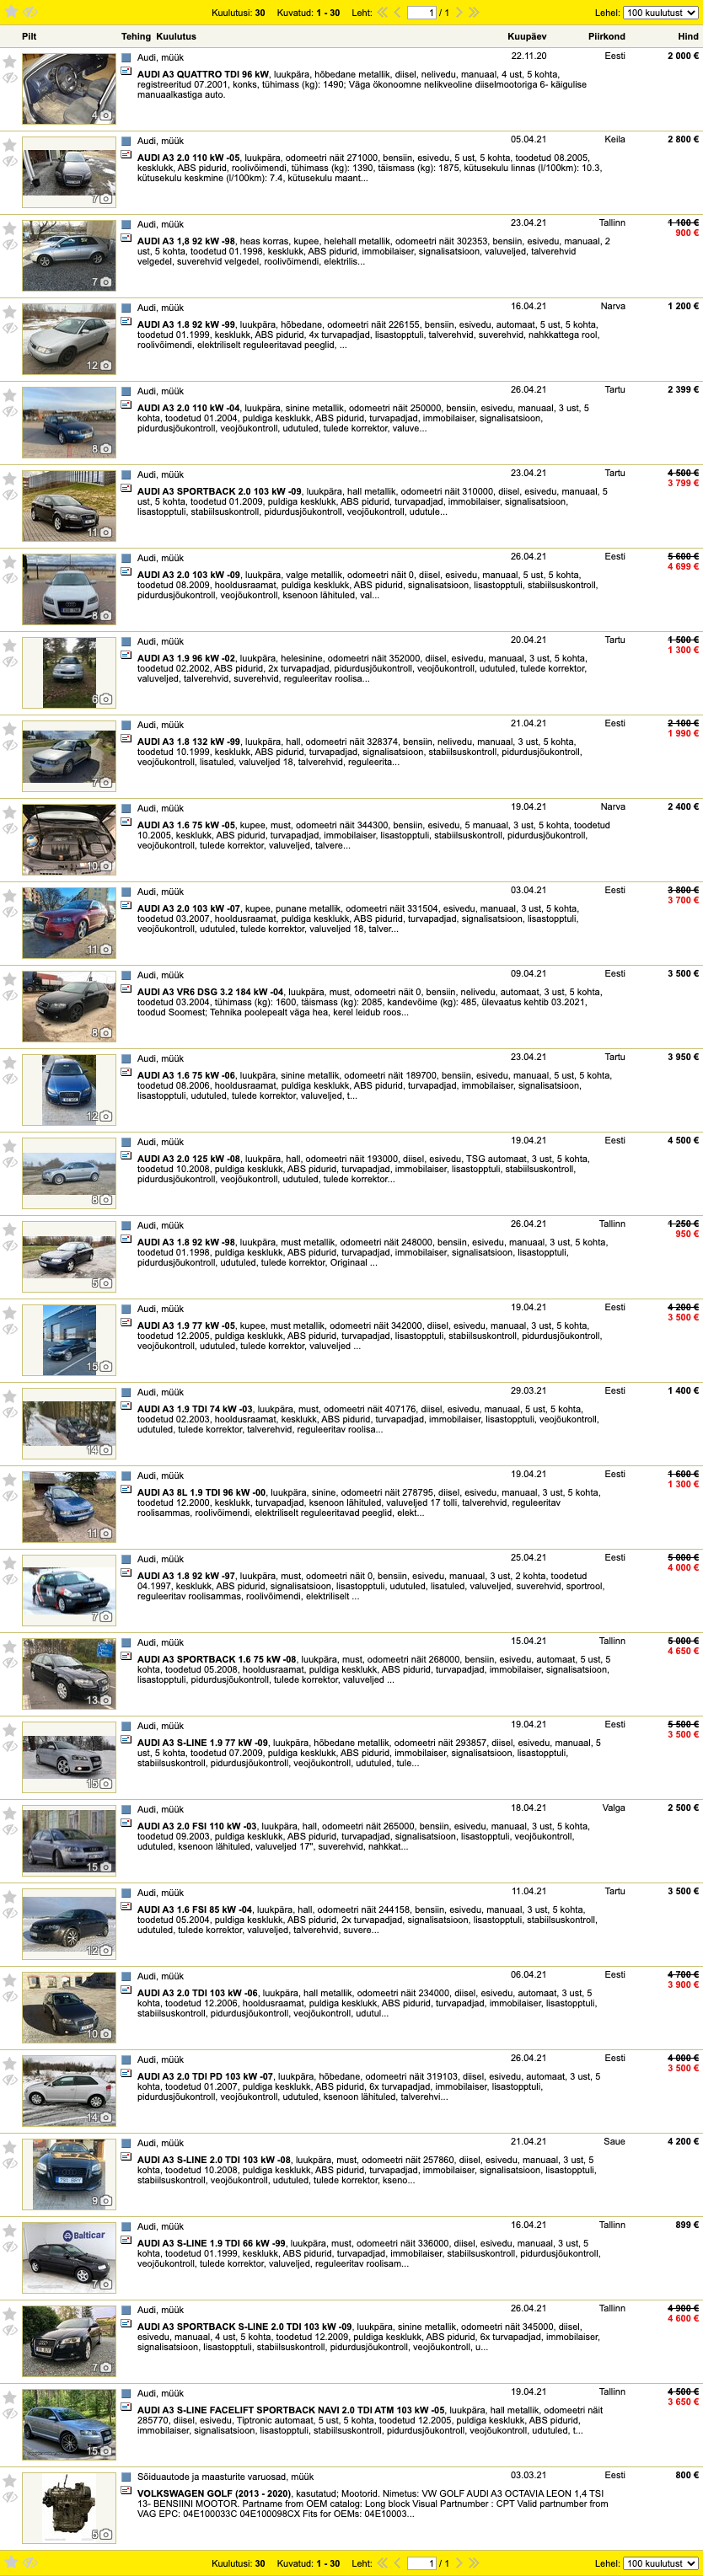 Kuulutusi: 30 Kuvatud: 1 - 30 Leht: 1 / 1 Lehel: 100 kuulutust
Pilt Tehing Kuulutus Kuupäev Piirkond Hind
Audi, müük 22.11.20 Eesti 2 000 €
AUDI A3 QUATTRO TDI 96 kW, luukpära, hõbedane metallik, diisel, nelivedu, manuaal, 4 ust, 5 kohta,
registreeritud 07.2001, konks, tühimass (kg): 1490; Väga ökonoomne nelikveoline diiselmootoriga 6- käigulise
manuaalkastiga auto.
4
Audi, müük 05.04.21 Keila 2 800 €
AUDI A3 2.0 110 kW -05, luukpära, odomeetri näit 271000, bensiin, esivedu, 5 ust, 5 kohta, toodetud 08.2005,
kesklukk, ABS pidurid, roolivõimendi, tühimass (kg): 1390, täismass (kg): 1875, kütusekulu linnas (l/100km): 10.3,
kütusekulu keskmine (l/100km): 7.4, kütusekulu maant...
7
Audi, müük 23.04.21 Tallinn 1 100 €
900 €
AUDI A3 1,8 92 kW -98, heas korras, kupee, helehall metallik, odomeetri näit 302353, bensiin, esivedu, manuaal, 2
ust, 5 kohta, toodetud 01.1998, kesklukk, ABS pidurid, immobilaiser, signalisatsioon, valuveljed, talverehvid
velgedel, suverehvid velgedel, roolivõimendi, elektrilis...
7
Audi, müük 16.04.21 Narva 1 200 €
AUDI A3 1.8 92 kW -99, luukpära, hõbedane, odomeetri näit 226155, bensiin, esivedu, automaat, 5 ust, 5 kohta,
toodetud 01.1999, kesklukk, ABS pidurid, 4x turvapadjad, lisastopptuli, talverehvid, suverehvid, nahkkattega rool,
roolivõimendi, elektriliselt reguleeritavad peeglid, ...
12
Audi, müük 26.04.21 Tartu 2 399 €
AUDI A3 2.0 110 kW -04, luukpära, sinine metallik, odomeetri näit 250000, bensiin, esivedu, manuaal, 3 ust, 5
kohta, toodetud 01.2004, puldiga kesklukk, ABS pidurid, turvapadjad, immobilaiser, signalisatsioon,
pidurdusjõukontroll, veojõukontroll, udutuled, tulede korrektor, valuve...
8
Audi, müük 23.04.21 Tartu 4 500 €
3 799 €
AUDI A3 SPORTBACK 2.0 103 kW -09, luukpära, hall metallik, odomeetri näit 310000, diisel, esivedu, manuaal, 5
ust, 5 kohta, toodetud 01.2009, puldiga kesklukk, ABS pidurid, turvapadjad, immobilaiser, signalisatsioon,
lisastopptuli, stabiilsuskontroll, pidurdusjõukontroll, veojõukontroll, udutule...
11
Audi, müük 26.04.21 Eesti 5 600 €
4 699 €
AUDI A3 2.0 103 kW -09, luukpära, valge metallik, odomeetri näit 0, diisel, esivedu, manuaal, 5 ust, 5 kohta,
toodetud 08.2009, hooldusraamat, puldiga kesklukk, ABS pidurid, signalisatsioon, lisastopptuli, stabiilsuskontroll,
pidurdusjõukontroll, veojõukontroll, ksenoon lähituled, val...
8
Audi, müük 20.04.21 Tartu 1 500 €
1 300 €
AUDI A3 1.9 96 kW -02, luukpära, helesinine, odomeetri näit 352000, diisel, esivedu, manuaal, 3 ust, 5 kohta,
toodetud 02.2002, ABS pidurid, 2x turvapadjad, pidurdusjõukontroll, veojõukontroll, udutuled, tulede korrektor,
valuveljed, talverehvid, suverehvid, reguleeritav roolisa...
6
Audi, müük 21.04.21 Eesti 2 100 €
1 990 €
AUDI A3 1.8 132 kW -99, luukpära, hall, odomeetri näit 328374, bensiin, nelivedu, manuaal, 3 ust, 5 kohta,
toodetud 10.1999, kesklukk, ABS pidurid, turvapadjad, signalisatsioon, stabiilsuskontroll, pidurdusjõukontroll,
veojõukontroll, lisatuled, valuveljed 18, talverehvid, reguleerita...
7
Audi, müük 19.04.21 Narva 2 400 €
AUDI A3 1.6 75 kW -05, kupee, must, odomeetri näit 344300, bensiin, esivedu, 5 manuaal, 3 ust, 5 kohta, toodetud
10.2005, kesklukk, ABS pidurid, turvapadjad, immobilaiser, lisastopptuli, stabiilsuskontroll, pidurdusjõukontroll,
veojõukontroll, tulede korrektor, valuveljed, talvere...
10
Audi, müük 03.04.21 Eesti 3 800 €
3 700 €
AUDI A3 2.0 103 kW -07, kupee, punane metallik, odomeetri näit 331504, esivedu, manuaal, 3 ust, 5 kohta,
toodetud 03.2007, hooldusraamat, puldiga kesklukk, ABS pidurid, turvapadjad, signalisatsioon, lisastopptuli,
veojõukontroll, udutuled, tulede korrektor, valuveljed 18, talver...
11
Audi, müük 09.04.21 Eesti 3 500 €
AUDI A3 VR6 DSG 3.2 184 kW -04, luukpära, must, odomeetri näit 0, bensiin, nelivedu, automaat, 3 ust, 5 kohta,
toodetud 03.2004, tühimass (kg): 1600, täismass (kg): 2085, kandevõime (kg): 485, ülevaatus kehtib 03.2021,
toodud Soomest; Tehnika poolepealt väga hea, kerel leidub roos...
8
Audi, müük 23.04.21 Tartu 3 950 €
AUDI A3 1.6 75 kW -06, luukpära, sinine metallik, odomeetri näit 189700, bensiin, esivedu, manuaal, 5 ust, 5 kohta,
toodetud 08.2006, hooldusraamat, puldiga kesklukk, ABS pidurid, turvapadjad, immobilaiser, signalisatsioon,
lisastopptuli, udutuled, tulede korrektor, valuveljed, t...
12
Audi, müük 19.04.21 Eesti 4 500 €
AUDI A3 2.0 125 kW -08, luukpära, hall, odomeetri näit 193000, diisel, esivedu, TSG automaat, 3 ust, 5 kohta,
toodetud 10.2008, puldiga kesklukk, ABS pidurid, turvapadjad, immobilaiser, lisastopptuli, stabiilsuskontroll,
pidurdusjõukontroll, veojõukontroll, udutuled, tulede korrektor...
8
Audi, müük 26.04.21 Tallinn 1 250 €
950 €
AUDI A3 1.8 92 kW -98, luukpära, must metallik, odomeetri näit 248000, bensiin, esivedu, manuaal, 3 ust, 5 kohta,
toodetud 01.1998, puldiga kesklukk, ABS pidurid, turvapadjad, immobilaiser, signalisatsioon, lisastopptuli,
pidurdusjõukontroll, udutuled, tulede korrektor, Originaal ...
5
Audi, müük 19.04.21 Eesti 4 200 €
3 500 €
AUDI A3 1.9 77 kW -05, kupee, must metallik, odomeetri näit 342000, diisel, esivedu, manuaal, 3 ust, 5 kohta,
toodetud 12.2005, puldiga kesklukk, ABS pidurid, turvapadjad, lisastopptuli, stabiilsuskontroll, pidurdusjõukontroll,
veojõukontroll, udutuled, tulede korrektor, valuveljed ...
15
Audi, müük 29.03.21 Eesti 1 400 €
AUDI A3 1.9 TDI 74 kW -03, luukpära, must, odomeetri näit 407176, diisel, esivedu, manuaal, 5 ust, 5 kohta,
toodetud 02.2003, hooldusraamat, kesklukk, ABS pidurid, turvapadjad, immobilaiser, lisastopptuli, veojõukontroll,
udutuled, tulede korrektor, talverehvid, reguleeritav roolisa...
14
Audi, müük 19.04.21 Eesti 1 600 €
1 300 €
AUDI A3 8L 1.9 TDI 96 kW -00, luukpära, sinine, odomeetri näit 278795, diisel, esivedu, manuaal, 3 ust, 5 kohta,
toodetud 12.2000, kesklukk, turvapadjad, ksenoon lähituled, valuveljed 17 tolli, talverehvid, reguleeritav
roolisammas, roolivõimendi, elektriliselt reguleeritavad peeglid, elekt...
11
Audi, müük 25.04.21 Eesti 5 000 €
4 000 €
AUDI A3 1.8 92 kW -97, luukpära, must, odomeetri näit 0, bensiin, esivedu, manuaal, 3 ust, 2 kohta, toodetud
04.1997, kesklukk, ABS pidurid, signalisatsioon, lisastopptuli, udutuled, lisatuled, valuveljed, suverehvid, sportrool,
reguleeritav roolisammas, roolivõimendi, elektriliselt ...
7
Audi, müük 15.04.21 Tallinn 5 000 €
4 650 €
AUDI A3 SPORTBACK 1.6 75 kW -08, luukpära, must, odomeetri näit 268000, bensiin, esivedu, automaat, 5 ust, 5
kohta, toodetud 05.2008, hooldusraamat, puldiga kesklukk, ABS pidurid, turvapadjad, immobilaiser, signalisatsioon,
lisastopptuli, pidurdusjõukontroll, tulede korrektor, valuveljed ...
13
Audi, müük 19.04.21 Eesti 5 500 €
3 500 €
AUDI A3 S-LINE 1.9 77 kW -09, luukpära, hõbedane metallik, odomeetri näit 293857, diisel, esivedu, manuaal, 5
ust, 5 kohta, toodetud 07.2009, puldiga kesklukk, ABS pidurid, immobilaiser, signalisatsioon, lisastopptuli,
stabiilsuskontroll, pidurdusjõukontroll, veojõukontroll, udutuled, tule...
15
Audi, müük 18.04.21 Valga 2 500 €
AUDI A3 2.0 FSI 110 kW -03, luukpära, hall, odomeetri näit 265000, bensiin, esivedu, manuaal, 3 ust, 5 kohta,
toodetud 09.2003, puldiga kesklukk, ABS pidurid, turvapadjad, signalisatsioon, lisastopptuli, veojõukontroll,
udutuled, ksenoon lähituled, valuveljed 17", suverehvid, nahkkat...
15
Audi, müük 11.04.21 Tartu 3 500 €
AUDI A3 1.6 FSI 85 kW -04, luukpära, hall, odomeetri näit 244158, bensiin, esivedu, manuaal, 3 ust, 5 kohta,
toodetud 05.2004, puldiga kesklukk, ABS pidurid, 2x turvapadjad, signalisatsioon, lisastopptuli, stabiilsuskontroll,
udutuled, tulede korrektor, valuveljed, talverehvid, suvere...
12
Audi, müük 06.04.21 Eesti 4 700 €
3 900 €
AUDI A3 2.0 TDI 103 kW -06, luukpära, hall metallik, odomeetri näit 234000, diisel, esivedu, automaat, 3 ust, 5
kohta, toodetud 12.2006, hooldusraamat, puldiga kesklukk, ABS pidurid, turvapadjad, immobilaiser, lisastopptuli,
stabiilsuskontroll, pidurdusjõukontroll, veojõukontroll, udutul...
10
Audi, müük 26.04.21 Eesti 4 000 €
3 500 €
AUDI A3 2.0 TDI PD 103 kW -07, luukpära, hõbedane, odomeetri näit 319103, diisel, esivedu, automaat, 3 ust, 5
kohta, toodetud 01.2007, puldiga kesklukk, ABS pidurid, 6x turvapadjad, immobilaiser, lisastopptuli,
pidurdusjõukontroll, veojõukontroll, udutuled, ksenoon lähituled, talverehvi...
14
Audi, müük 21.04.21 Saue 4 200 €
AUDI A3 S-LINE 2.0 TDI 103 kW -08, luukpära, must, odomeetri näit 257860, diisel, esivedu, manuaal, 3 ust, 5
kohta, toodetud 10.2008, puldiga kesklukk, ABS pidurid, turvapadjad, immobilaiser, signalisatsioon, lisastopptuli,
stabiilsuskontroll, veojõukontroll, udutuled, tulede korrektor, kseno...
9
Audi, müük 16.04.21 Tallinn 899 €
AUDI A3 S-LINE 1.9 TDI 66 kW -99, luukpära, must, odomeetri näit 336000, diisel, esivedu, manuaal, 3 ust, 5
kohta, toodetud 01.1999, kesklukk, ABS pidurid, turvapadjad, immobilaiser, stabiilsuskontroll, pidurdusjõukontroll,
veojõukontroll, tulede korrektor, valuveljed, reguleeritav roolisam...
Balticar
7
Audi, müük 26.04.21 Tallinn 4 900 €
4 600 €
AUDI A3 SPORTBACK S-LINE 2.0 TDI 103 kW -09, luukpära, sinine metallik, odomeetri näit 345000, diisel,
esivedu, manuaal, 4 ust, 5 kohta, toodetud 12.2009, puldiga kesklukk, ABS pidurid, 6x turvapadjad, immobilaiser,
signalisatsioon, lisastopptuli, stabiilsuskontroll, pidurdusjõukontroll, veojõukontroll, u...
7
Audi, müük 19.04.21 Tallinn 4 500 €
3 650 €
AUDI A3 S-LINE FACELIFT SPORTBACK NAVI 2.0 TDI ATM 103 kW -05, luukpära, hall metallik, odomeetri näit
285770, diisel, esivedu, Tiptronic automaat, 5 ust, 5 kohta, toodetud 12.2005, puldiga kesklukk, ABS pidurid,
immobilaiser, signalisatsioon, lisastopptuli, stabiilsuskontroll, pidurdusjõukontroll, veojõukontroll, udutuled, t...
15
Sõiduautode ja maasturite varuosad, müük 03.03.21 Eesti 800 €
VOLKSWAGEN GOLF (2013 - 2020), kasutatud; Mootorid. Nimetus: VW GOLF AUDI A3 OCTAVIA LEON 1,4 TSI
13- BENSIINI MOOTOR. Partname from OEM catalog: Long block Visual Partnumber : CPT Valid partnumber from
VAG EPC: 04E100033C 04E100098CX Fits for OEMs: 04E10003...
5
Kuulutusi: 30 Kuvatud: 1 - 30 Leht: 1 / 1 Lehel: 100 kuulutust